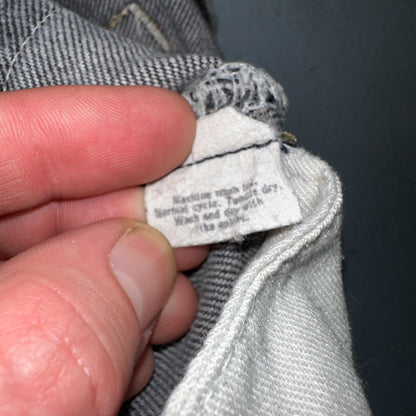 Machine wash hot.
Normal cycle. Tumble dry.
Wash and dry with
like colors.